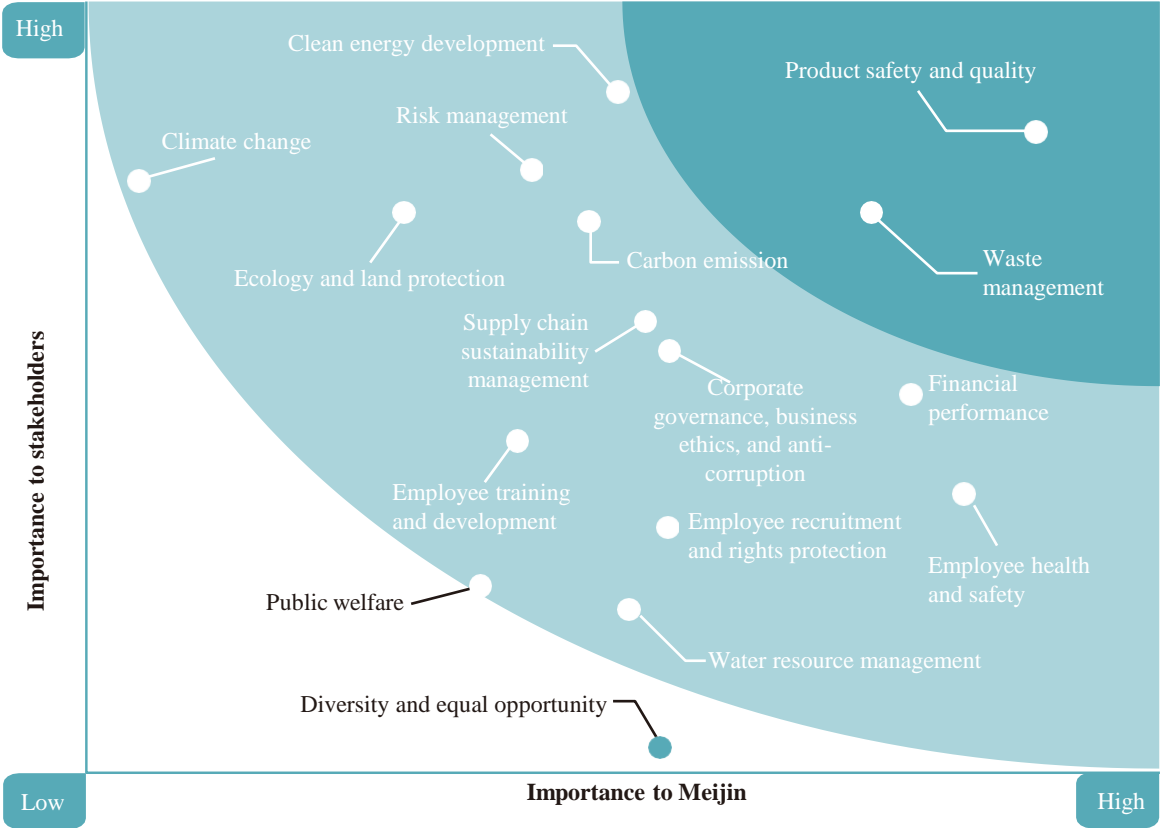 High
Clean energy development
Product safety and quality
Risk management
Climate change
Ecology and land protection
Carbon emission
Waste
management
Supply chain
sustainability
management
Corporate
governance, business
ethics, and anti-
corruption
Financial
performance
Importance to stakeholders
Employee training
and development
Employee recruitment
and rights protection
Employee health
and safety
Public welfare
Water resource management
Diversity and equal opportunity
Low
Importance to Meijin
High